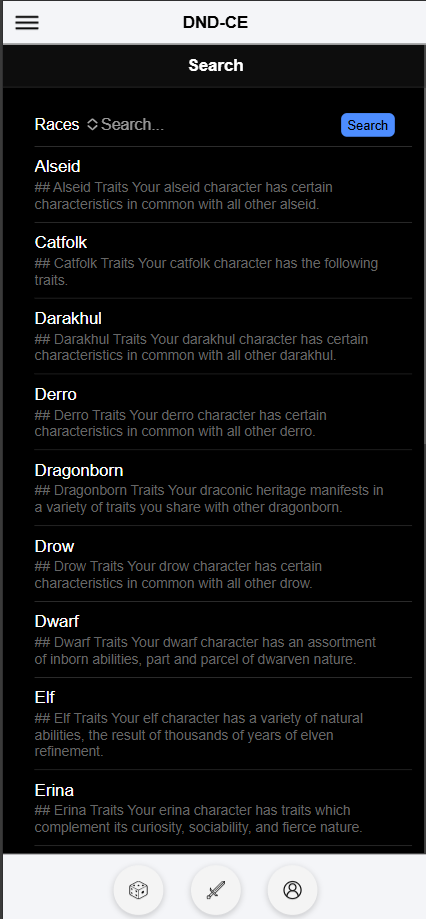 DND-CE
Search
Races Search... Search
Alseid
## Alseid Traits Your alseid character has certain
characteristics in common with all other alseid.
Catfolk
## Catfolk Traits Your catfolk character has the following
traits.
Darakhul
## Darakhul Traits Your darakhul character has certain
characteristics in common with all other darakhul.
Derro
## Derro Traits Your derro character has certain
characteristics in common with all other derro.
Dragonborn
## Dragonborn Traits Your draconic heritage manifests in
a variety of traits you share with other dragonborn.
Drow
## Drow Traits Your drow character has certain
characteristics in common with all other drow.
Dwarf
## Dwarf Traits Your dwarf character has an assortment
of inborn abilities, part and parcel of dwarven nature.
Elf
## Elf Traits Your elf character has a variety of natural
abilities, the result of thousands of years of elven
refinement.
Erina
## Erina Traits Your erina character has traits which
complement its curiosity, sociability, and fierce nature.